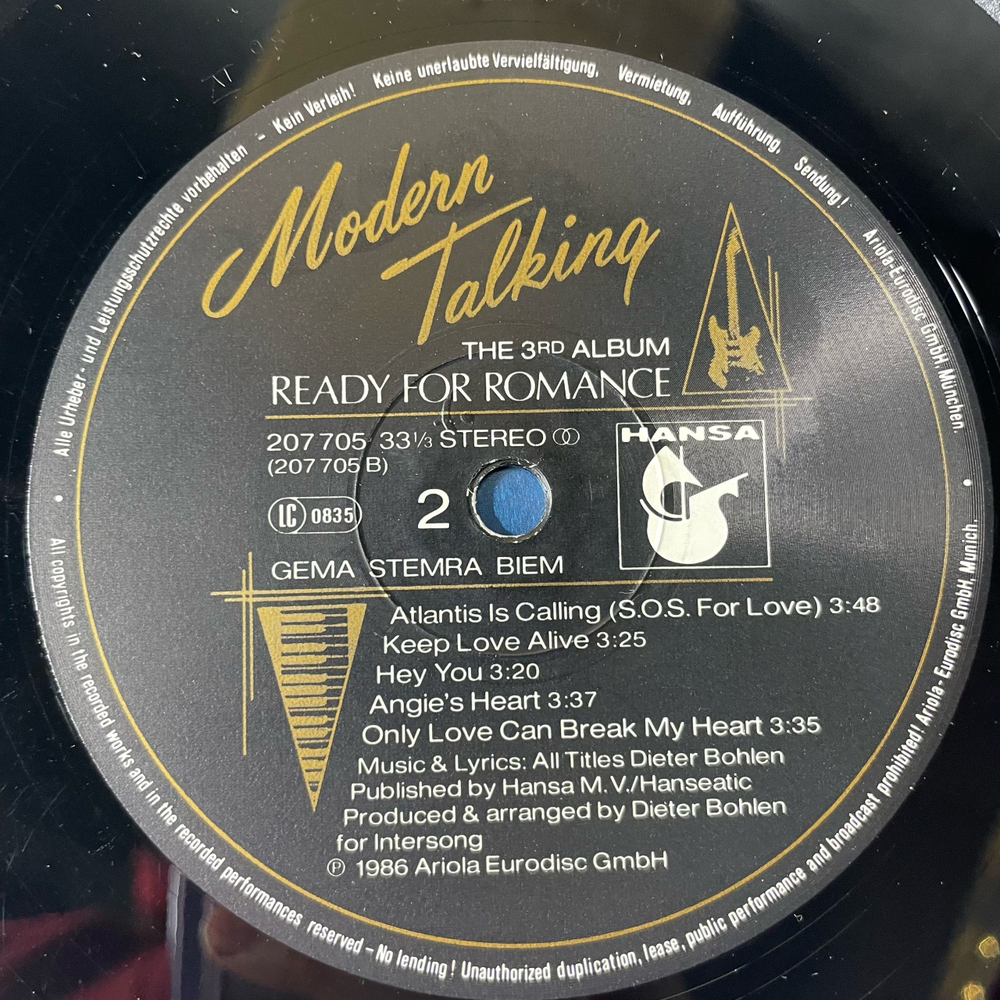 Alle Urheber- und Leistungsschutzrechte vorbehalten – Kein Verleih! Keine unerlaubte Vervielfältigung, Vermietung, Aufführung, Sendung!
Ariola-Eurodisc GmbH, München.
Modern
Talking
THE 3RD ALBUM
READY FOR ROMANCE
207 705 33⅓ STEREO
(207 705 B)
HANSA
LC 0835
2
GEMA STEMRA BIEM
Atlantis Is Calling (S.O.S. For Love) 3:48
Keep Love Alive 3:25
Hey You 3:20
Angie's Heart 3:37
Only Love Can Break My Heart 3:35
Music & Lyrics: All Titles Dieter Bohlen
Published by Hansa M.V./Hanseatic
Produced & arranged by Dieter Bohlen
for Intersong
℗ 1986 Ariola Eurodisc GmbH
All copyrights in the recorded works and in the recorded performances reserved – No lending! Unauthorized duplication, lease, public performance and broadcast prohibited! Ariola-Eurodisc GmbH, Munich.